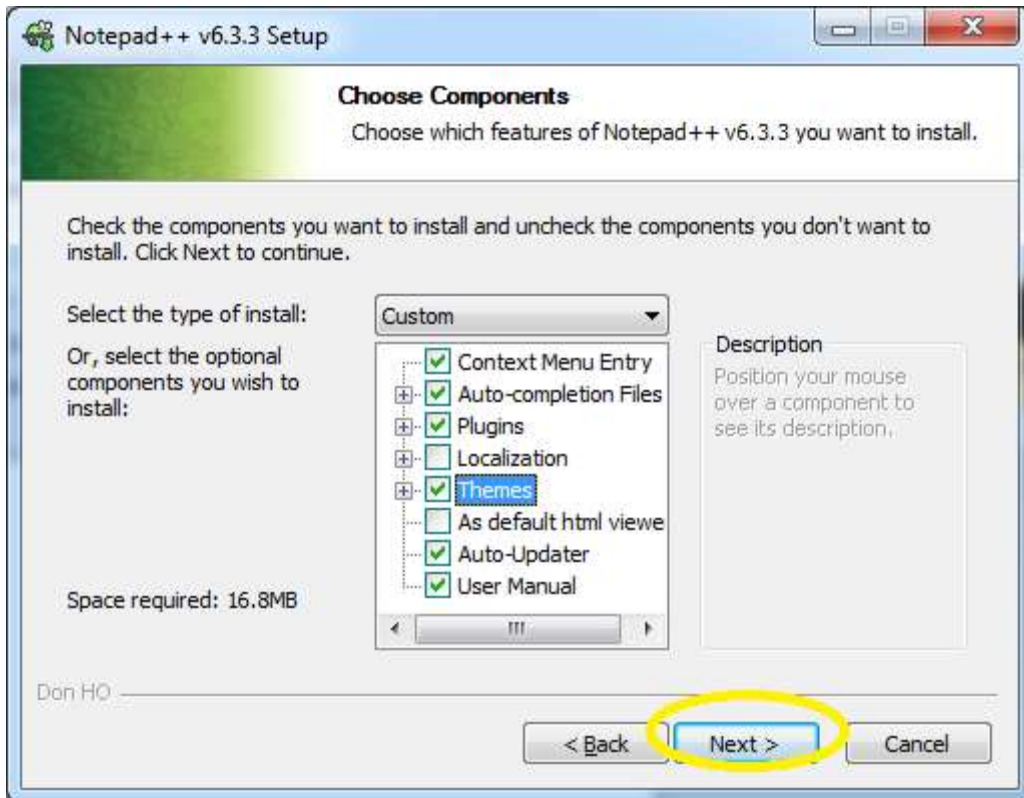 Notepad++ v6.3.3 Setup
Choose Components
Choose which features of Notepad++ v6.3.3 you want to install.
Check the components you want to install and uncheck the components you don't want to
install. Click Next to continue.
Select the type of install:
Custom
Or, select the optional
components you wish to
install:
Context Menu Entry
Auto-completion Files
Plugins
Localization
Themes
As default html viewe
Auto-Updater
User Manual
Description
Position your mouse
over a component to
see its description.
Space required: 16.8MB
Don HO
< Back
Next >
Cancel